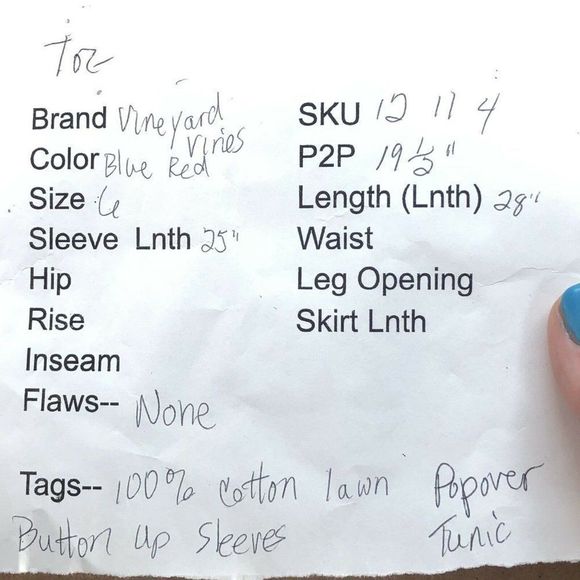 Brand Vineyard Vines SKU 12 11 4
Color Blue Red P2P 19 1/2"
Size 6 Length (Lnth) 28"
Sleeve Lnth 25" Waist
Hip Leg Opening
Rise Skirt Lnth
Inseam
Flaws-- None
Tags-- 100% Cotton lawn Popover
Button Up Sleeves Tunic